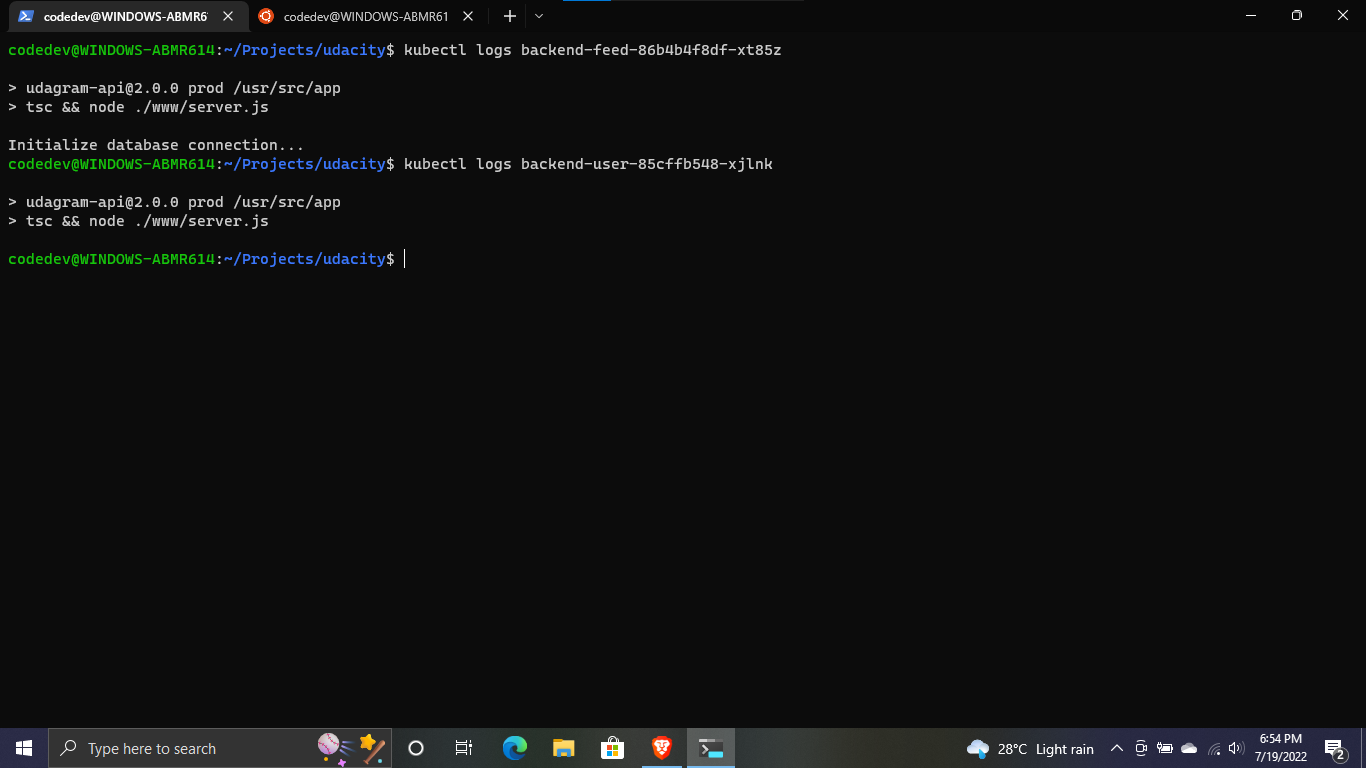 codedev@WINDOWS-ABMR6
codedev@WINDOWS-ABMR61
codedev@WINDOWS-ABMR614:~/Projects/udacity$ kubectl logs backend-feed-86b4b4f8df-xt85z
> udagram-api@2.0.0 prod /usr/src/app
> tsc && node ./www/server.js
Initialize database connection...
codedev@WINDOWS-ABMR614:~/Projects/udacity$ kubectl logs backend-user-85cffb548-xjlnk
> udagram-api@2.0.0 prod /usr/src/app
> tsc && node ./www/server.js
codedev@WINDOWS-ABMR614:~/Projects/udacity$
Type here to search
28°C Light rain
6:54 PM
7/19/2022
2